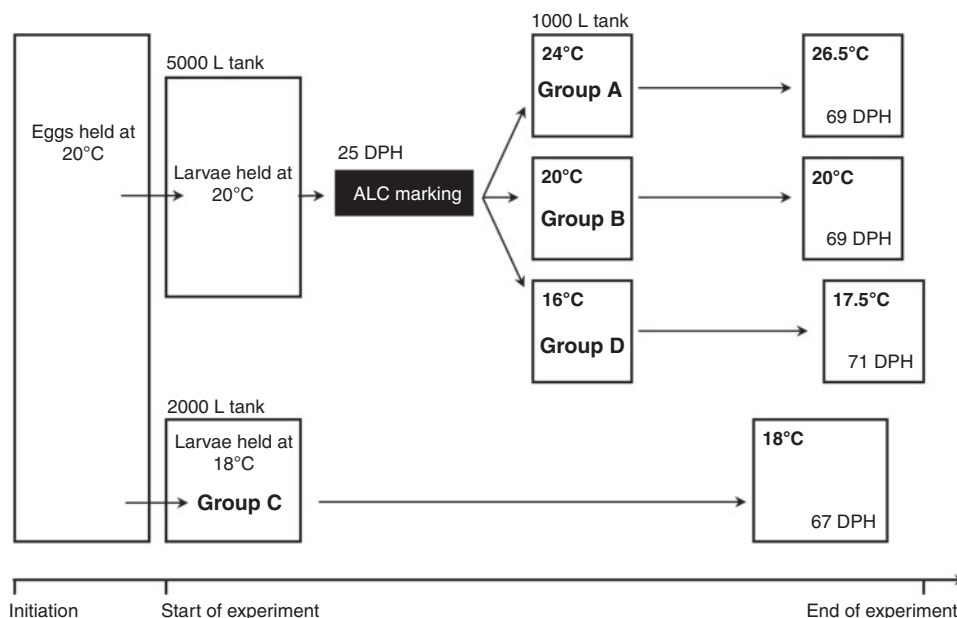 Eggs held at
20°C
5000 L tank
Larvae held at
20°C
25 DPH
ALC marking
1000 L tank
24°C
Group A
26.5°C
69 DPH
20°C
Group B
20°C
69 DPH
16°C
Group D
17.5°C
71 DPH
2000 L tank
Larvae held at
18°C
Group C
18°C
67 DPH
Initiation
Start of experiment
End of experiment